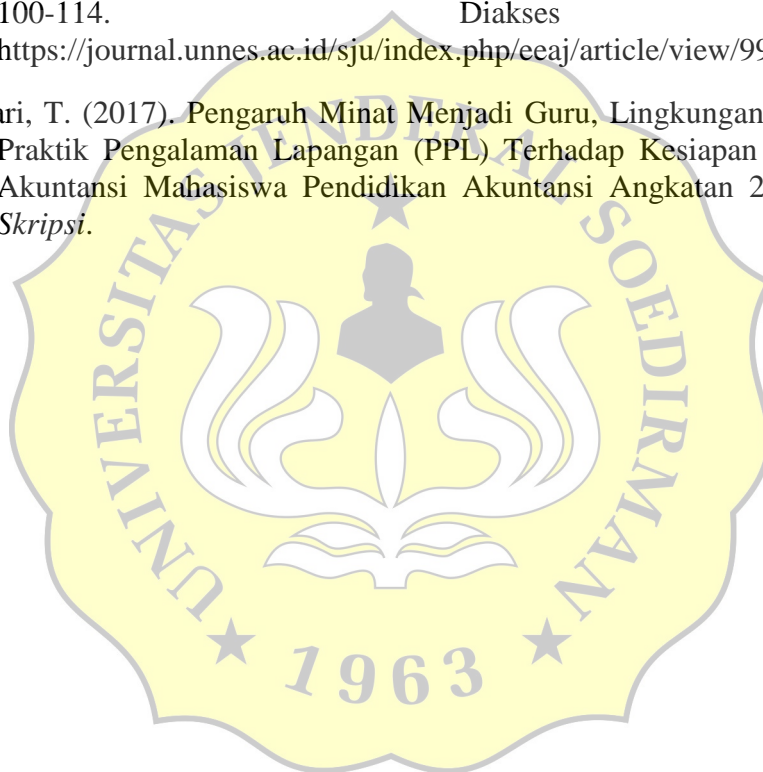 100-114. Diakses
https://journal.unnes.ac.id/sju/index.php/eeaj/article/view/99
ari, T. (2017). Pengaruh Minat Menjadi Guru, Lingkungan
Praktik Pengalaman Lapangan (PPL) Terhadap Kesiapan
Akuntansi Mahasiswa Pendidikan Akuntansi Angkatan 2
Skripsi.
UNIVERSITAS JENDERAL SOEDIRMAN
1963